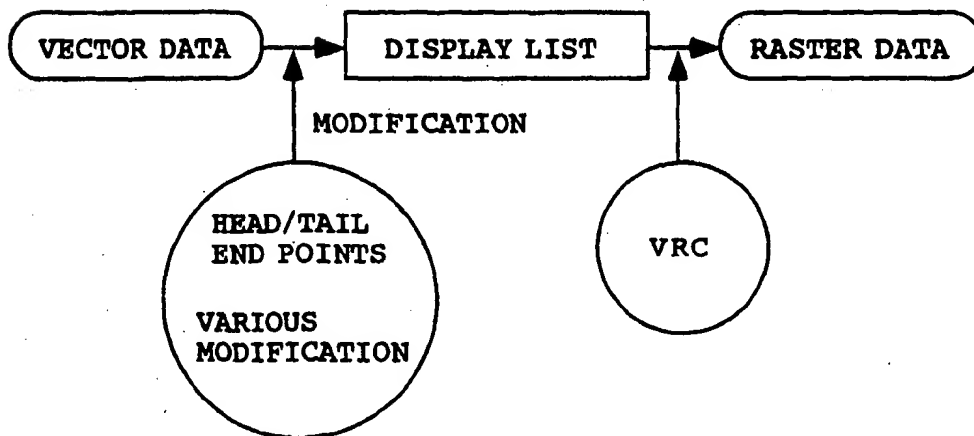 VECTOR DATA
DISPLAY LIST
RASTER DATA
MODIFICATION
HEAD/TAIL
END POINTS
VARIOUS
MODIFICATION
VRC